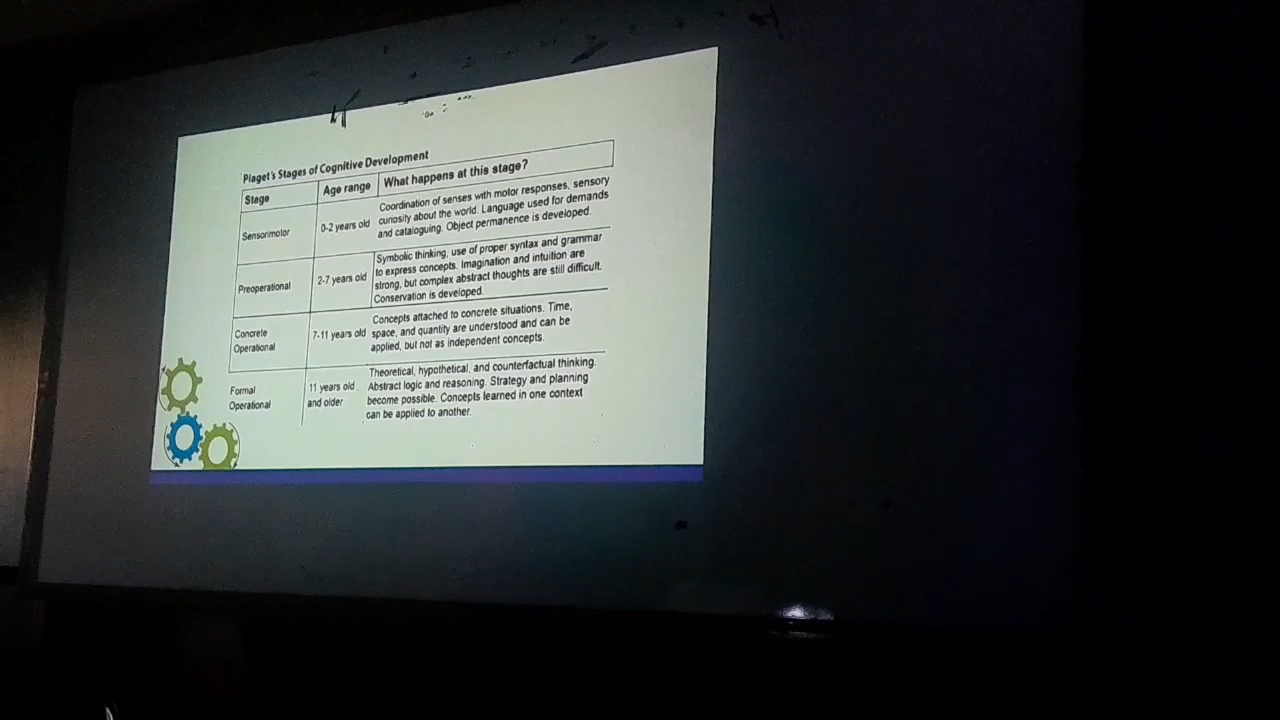 Piaget's Stages of Cognitive Development
Stage
Age range
What happens at this stage?
Sensorimotor
0-2 years old
Coordination of senses with motor responses, sensory
curiosity about the world. Language used for demands
and cataloguing. Object permanence is developed.
Preoperational
2-7 years old
Symbolic thinking, use of proper syntax and grammar
to express concepts. Imagination and intuition are
strong, but complex abstract thoughts are still difficult.
Conservation is developed.
Concrete
Operational
7-11 years old
Concepts attached to concrete situations. Time,
space, and quantity are understood and can be
applied, but not as independent concepts.
Formal
Operational
11 years old
and older
Theoretical, hypothetical, and counterfactual thinking.
Abstract logic and reasoning. Strategy and planning
become possible. Concepts learned in one context
can be applied to another.